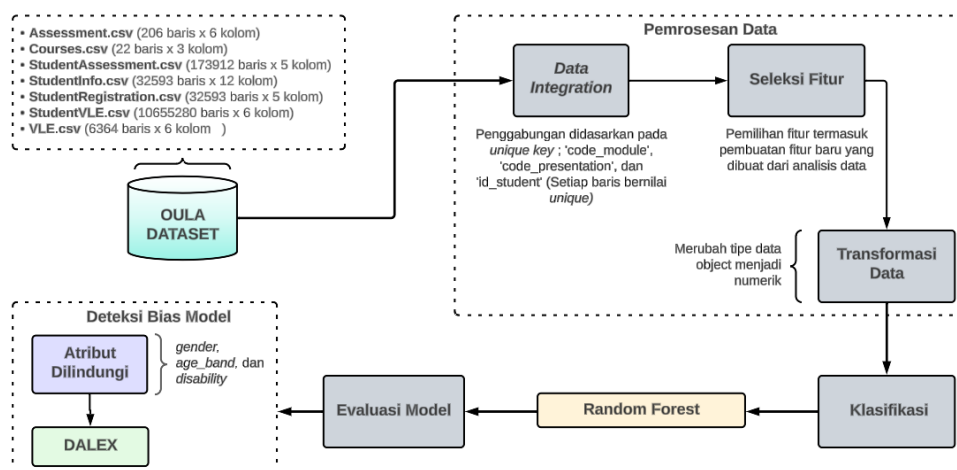 • Assessment.csv (206 baris x 6 kolom)
• Courses.csv (22 baris x 3 kolom)
• StudentAssessment.csv (173912 baris x 5 kolom)
• StudentInfo.csv (32593 baris x 12 kolom)
• StudentRegistration.csv (32593 baris x 5 kolom)
• StudentVLE.csv (10655280 baris x 6 kolom)
• VLE.csv (6364 baris x 6 kolom )
OULA
DATASET
Pemrosesan Data
Data
Integration
Penggabungan didasarkan pada
unique key ; 'code_module',
'code_presentation', dan
'id_student' (Setiap baris bernilai
unique)
Seleksi Fitur
Pemilihan fitur termasuk
pembuatan fitur baru yang
dibuat dari analisis data
Merubah tipe data
object menjadi
numerik
Transformasi
Data
Klasifikasi
Random Forest
Evaluasi Model
Deteksi Bias Model
Atribut
Dilindungi
gender,
age_band, dan
disability
DALEX